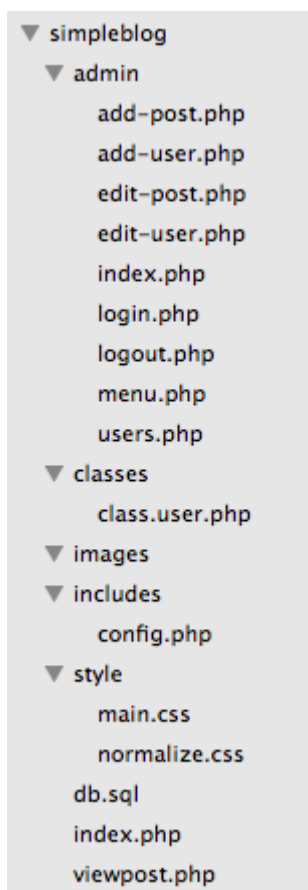 simpleblog
admin
add-post.php
add-user.php
edit-post.php
edit-user.php
index.php
login.php
logout.php
menu.php
users.php
classes
class.user.php
images
includes
config.php
style
main.css
normalize.css
db.sql
index.php
viewpost.php